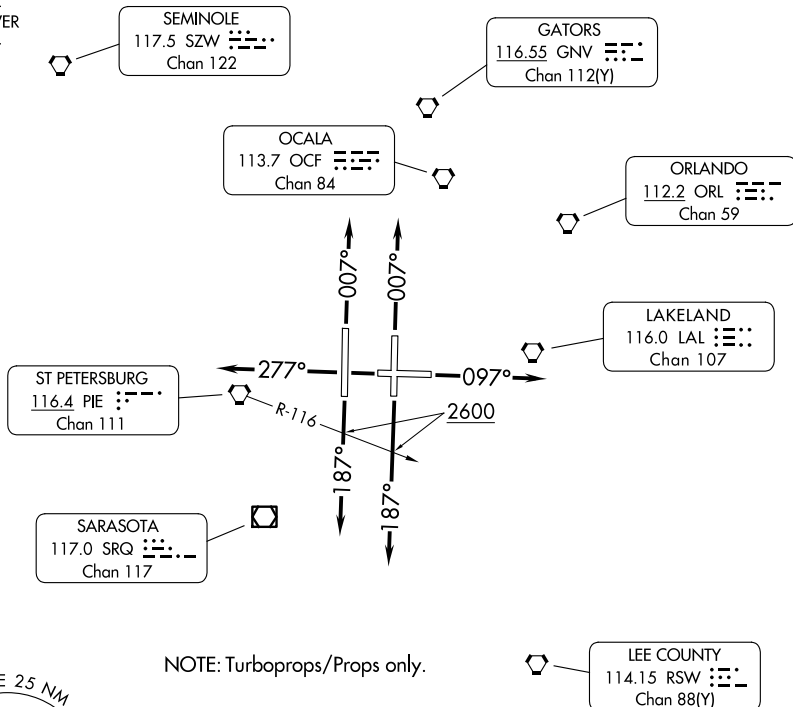 VER
SEMINOLE
117.5 SZW
Chan 122
GATORS
116.55 GNV
Chan 112(Y)
OCALA
113.7 OCF
Chan 84
ORLANDO
112.2 ORL
Chan 59
007°
007°
LAKELAND
116.0 LAL
Chan 107
277°
097°
ST PETERSBURG
116.4 PIE
Chan 111
R-116
2600
187°
187°
SARASOTA
117.0 SRQ
Chan 117
NOTE: Turboprops/Props only.
LEE COUNTY
114.15 RSW
Chan 88(Y)
E 25 NM